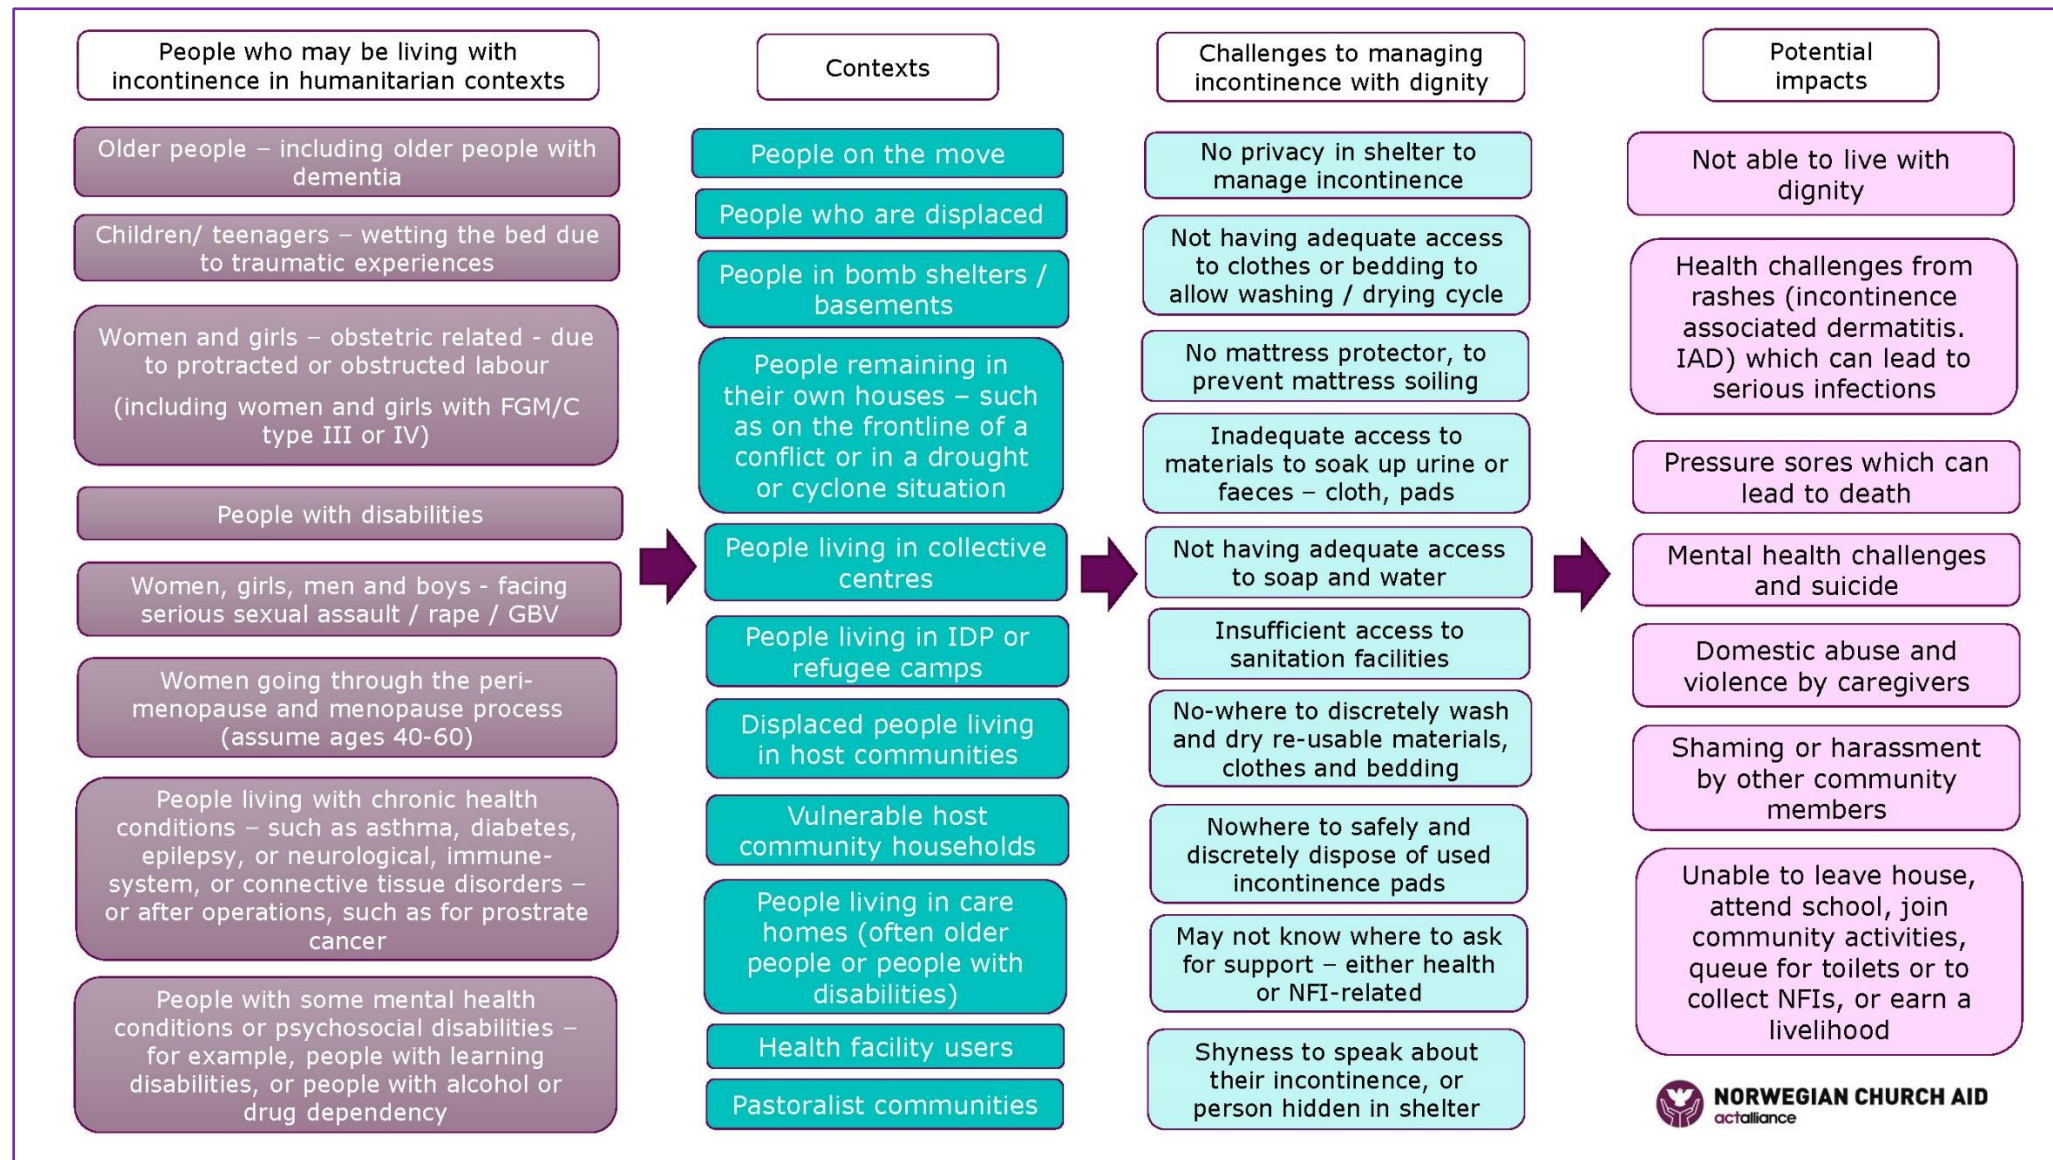 People who may be living with
incontinence in humanitarian contexts
Older people – including older people with
dementia
Children/ teenagers – wetting the bed due
to traumatic experiences
Women and girls – obstetric related - due
to protracted or obstructed labour
(including women and girls with FGM/C
type III or IV)
People with disabilities
Women, girls, men and boys - facing
serious sexual assault / rape / GBV
Women going through the peri-
menopause and menopause process
(assume ages 40-60)
People living with chronic health
conditions – such as asthma, diabetes,
epilepsy, or neurological, immune-
system, or connective tissue disorders –
or after operations, such as for prostrate
cancer
People with some mental health
conditions or psychosocial disabilities –
for example, people with learning
disabilities, or people with alcohol or
drug dependency
Contexts
People on the move
People who are displaced
People in bomb shelters /
basements
People remaining in
their own houses – such
as on the frontline of a
conflict or in a drought
or cyclone situation
People living in collective
centres
People living in IDP or
refugee camps
Displaced people living
in host communities
Vulnerable host
community households
People living in care
homes (often older
people or people with
disabilities)
Health facility users
Pastoralist communities
Challenges to managing
incontinence with dignity
No privacy in shelter to
manage incontinence
Not having adequate access
to clothes or bedding to
allow washing / drying cycle
No mattress protector, to
prevent mattress soiling
Inadequate access to
materials to soak up urine or
faeces – cloth, pads
Not having adequate access
to soap and water
Insufficient access to
sanitation facilities
No-where to discretely wash
and dry re-usable materials,
clothes and bedding
Nowhere to safely and
discretely dispose of used
incontinence pads
May not know where to ask
for support – either health
or NFI-related
Shyness to speak about
their incontinence, or
person hidden in shelter
Potential
impacts
Not able to live with
dignity
Health challenges from
rashes (incontinence
associated dermatitis.
IAD) which can lead to
serious infections
Pressure sores which can
lead to death
Mental health challenges
and suicide
Domestic abuse and
violence by caregivers
Shaming or harassment
by other community
members
Unable to leave house,
attend school, join
community activities,
queue for toilets or to
collect NFIs, or earn a
livelihood
NORWEGIAN CHURCH AID
actalliance